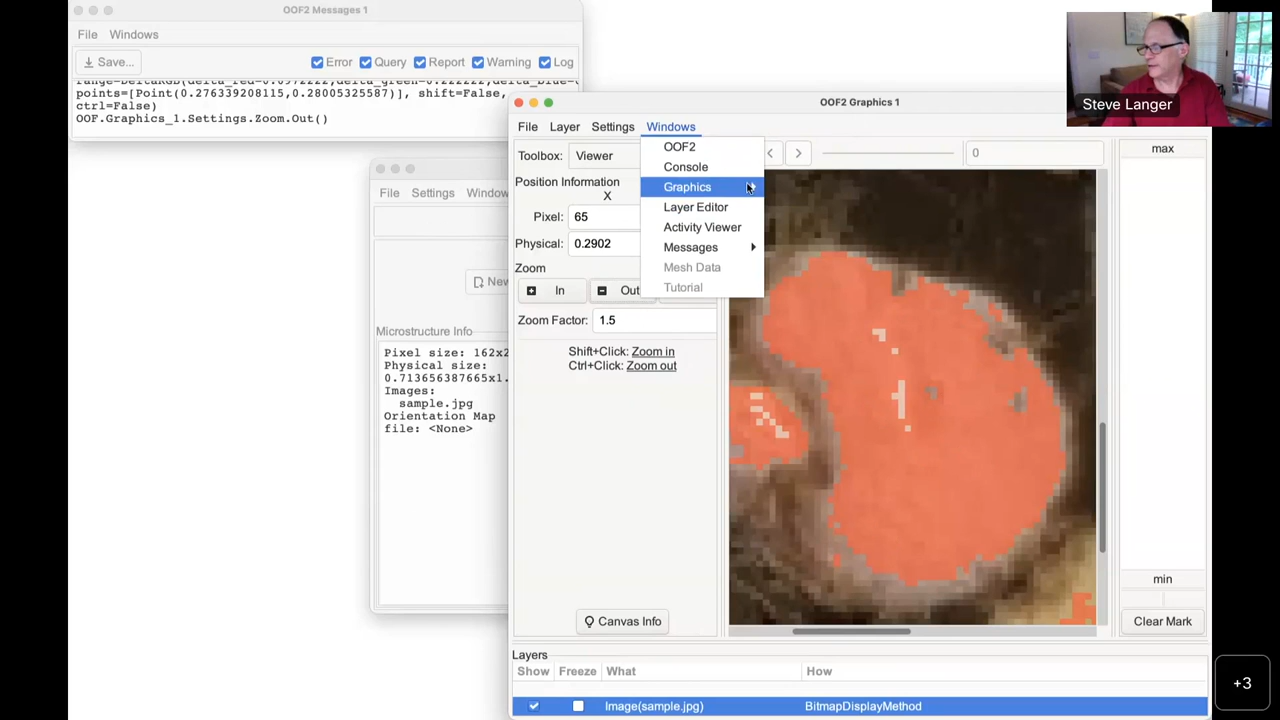 OOF2 Messages 1
File Windows
Save... Error Query Report Warning Log
points=[Point(0.276339208115,0.28005325587)], shift=False,
ctrl=False)
OOF.Graphics_1.Settings.Zoom.Out()
File Settings Window
New
Microstructure Info
Pixel size: 162x2
Physical size:
0.713656387665x1.
Images:
sample.jpg
Orientation Map
file: <None>
OOF2 Graphics 1
File Layer Settings Windows
OOF2
Console
Graphics
Layer Editor
Activity Viewer
Messages
Mesh Data
Tutorial
Toolbox: Viewer
0
Position Information
X
Pixel: 65
Physical: 0.2902
Zoom
In Out
Zoom Factor: 1.5
Shift+Click: Zoom in
Ctrl+Click: Zoom out
Canvas Info
max
min
Clear Mark
Layers
Show Freeze What How
Image(sample.jpg) BitmapDisplayMethod
Steve Langer
+3